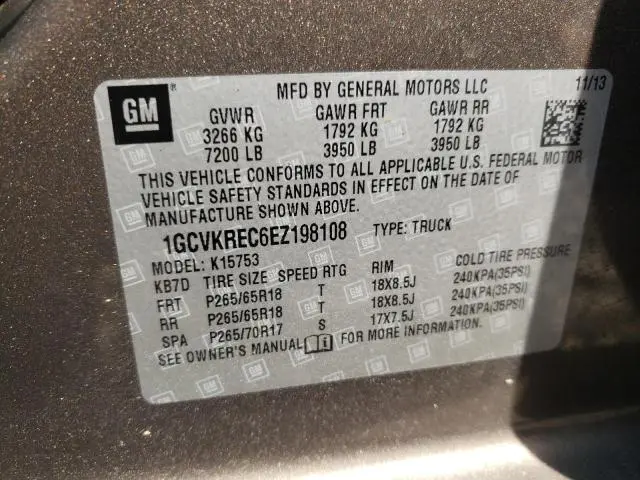 GM
MFD BY GENERAL MOTORS LLC 11/13
GVWR GAWR FRT GAWR RR
3266 KG 1792 KG 1792 KG
7200 LB 3950 LB 3950 LB
THIS VEHICLE CONFORMS TO ALL APPLICABLE U.S. FEDERAL MOTOR
VEHICLE SAFETY STANDARDS IN EFFECT ON THE DATE OF
MANUFACTURE SHOWN ABOVE.
1GCVKREC6EZ198108 TYPE: TRUCK
MODEL: K15753
KB7D TIRE SIZE SPEED RTG RIM COLD TIRE PRESSURE
FRT P265/65R18 T 18X8.5J 240KPA(35PSI)
RR P265/65R18 T 18X8.5J 240KPA(35PSI)
SPA P265/70R17 S 17X7.5J 240KPA(35PSI)
SEE OWNER'S MANUAL FOR MORE INFORMATION.